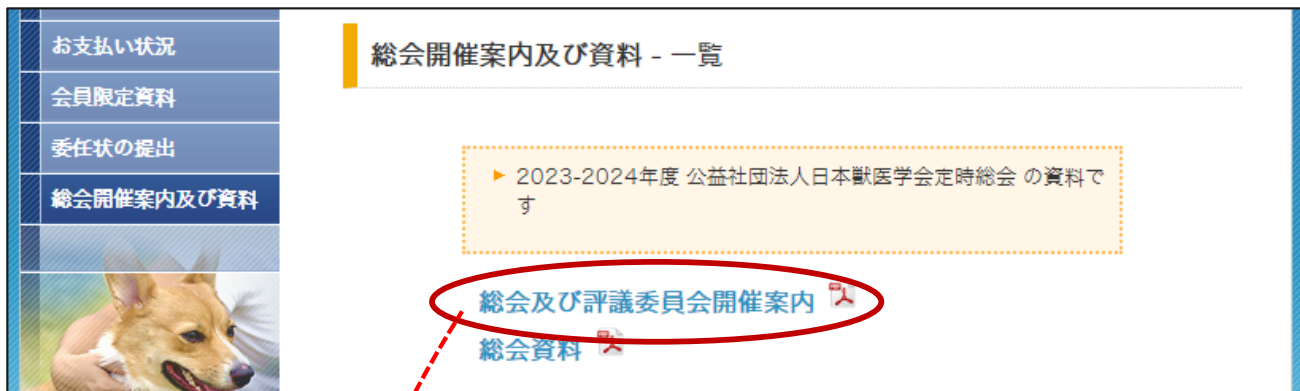 お支払い状況
会員限定資料
委任状の提出
総会開催案内及び資料
総会開催案内及び資料 - 一覧
2023-2024年度 公益社団法人日本獣医学会定時総会 の資料で
す
総会及び評議委員会開催案内
総会資料